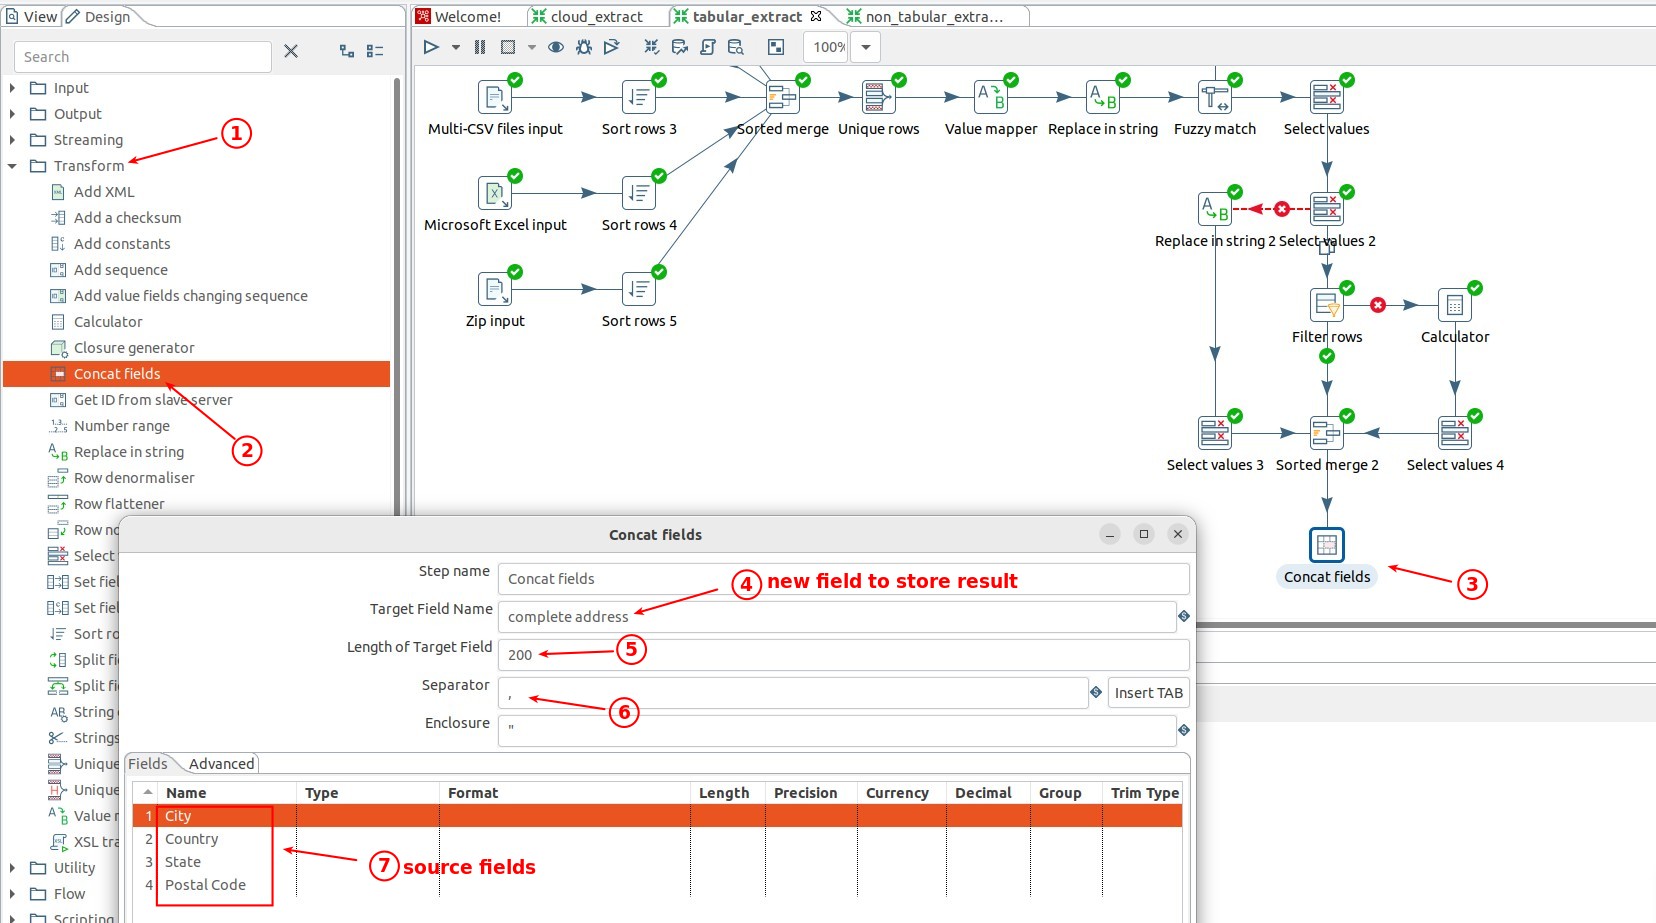 View
Design
Welcome!
cloud_extract
tabular_extract
non_tabular_extra...
Search
100%
Input
Output
Streaming
Transform
Add XML
Add a checksum
Add constants
Add sequence
Add value fields changing sequence
Calculator
Closure generator
Concat fields
Get ID from slave server
Number range
Replace in string
Row denormaliser
Row flattener
Row no
Select
Set fiel
Set fiel
Sort ro
Split fi
Split fi
String
Strings
Unique
Unique
Value r
XSL tra
Utility
Flow
Scripting
1
2
Multi-CSV files input
Sort rows 3
Sorted merge
Unique rows
Value mapper
Replace in string
Fuzzy match
Select values
Microsoft Excel input
Sort rows 4
Replace in string 2
Select values 2
Zip input
Sort rows 5
Filter rows
Calculator
Select values 3
Sorted merge 2
Select values 4
Concat fields
3
Concat fields
Step name
Concat fields
4 new field to store result
Target Field Name
complete address
Length of Target Field
200
5
Separator
,
Insert TAB
6
Enclosure
"
Fields
Advanced
Name Type Format Length Precision Currency Decimal Group Trim Type
1 City
2 Country
3 State
4 Postal Code
7 source fields